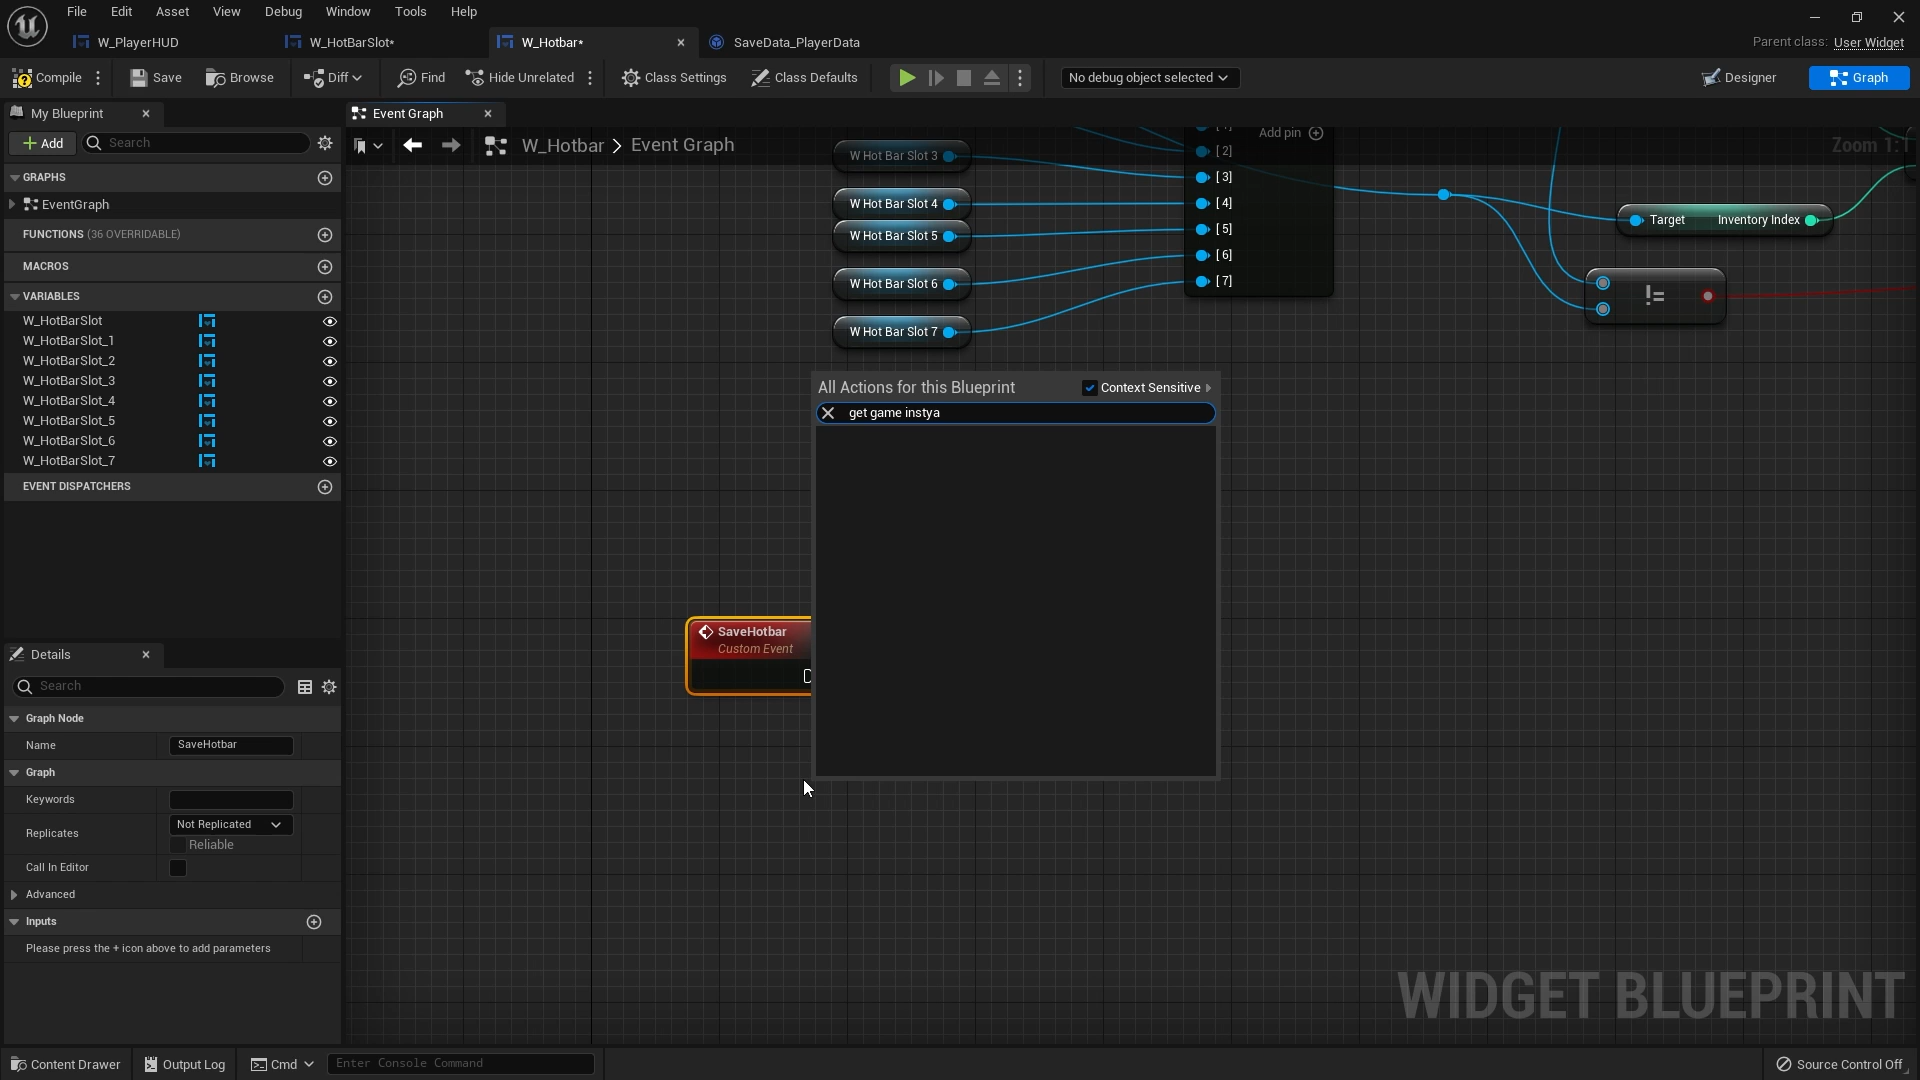 File Edit Asset View Debug Window Tools Help
W_PlayerHUD W_HotBarSlot* W_Hotbar* SaveData_PlayerData Parent class: User Widget
Compile Save Browse Diff Find Hide Unrelated Class Settings Class Defaults No debug object selected Designer Graph
My Blueprint
Event Graph
Add Search
W_Hotbar > Event Graph
Zoom 1:1
GRAPHS
EventGraph
FUNCTIONS (36 OVERRIDABLE)
MACROS
VARIABLES
W_HotBarSlot
W_HotBarSlot_1
W_HotBarSlot_2
W_HotBarSlot_3
W_HotBarSlot_4
W_HotBarSlot_5
W_HotBarSlot_6
W_HotBarSlot_7
EVENT DISPATCHERS
Add pin
[ 2]
W Hot Bar Slot 3 [ 3]
W Hot Bar Slot 4 [ 4]
W Hot Bar Slot 5 [ 5]
W Hot Bar Slot 6 [ 6]
W Hot Bar Slot 7 [ 7]
Target Inventory Index
!=
All Actions for this Blueprint Context Sensitive
get game instya
SaveHotbar
Custom Event
Details
Search
Graph Node
Name SaveHotbar
Graph
Keywords
Replicates Not Replicated
Reliable
Call In Editor
Advanced
Inputs
Please press the + icon above to add parameters
WIDGET BLUEPRINT
Content Drawer Output Log Cmd Enter Console Command Source Control Off